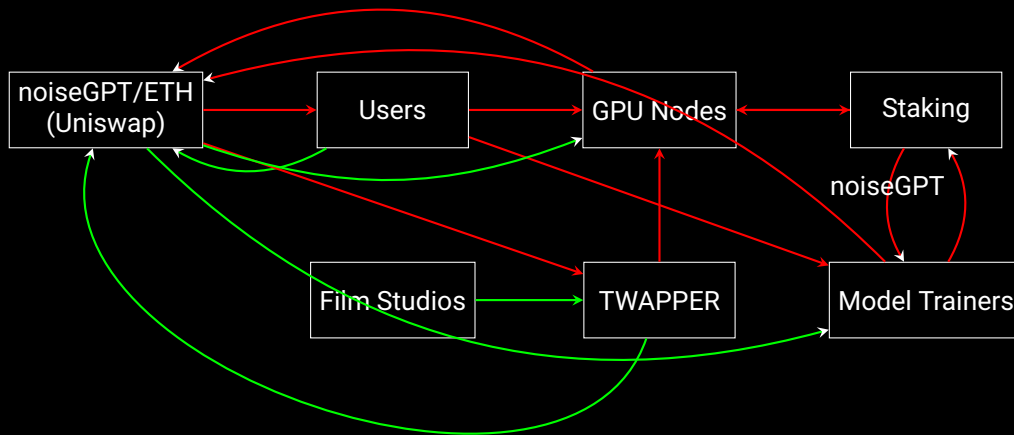 noiseGPT/ETH
(Uniswap)
Users
GPU Nodes
Staking
noiseGPT
Film Studios
TWAPPER
Model Trainers